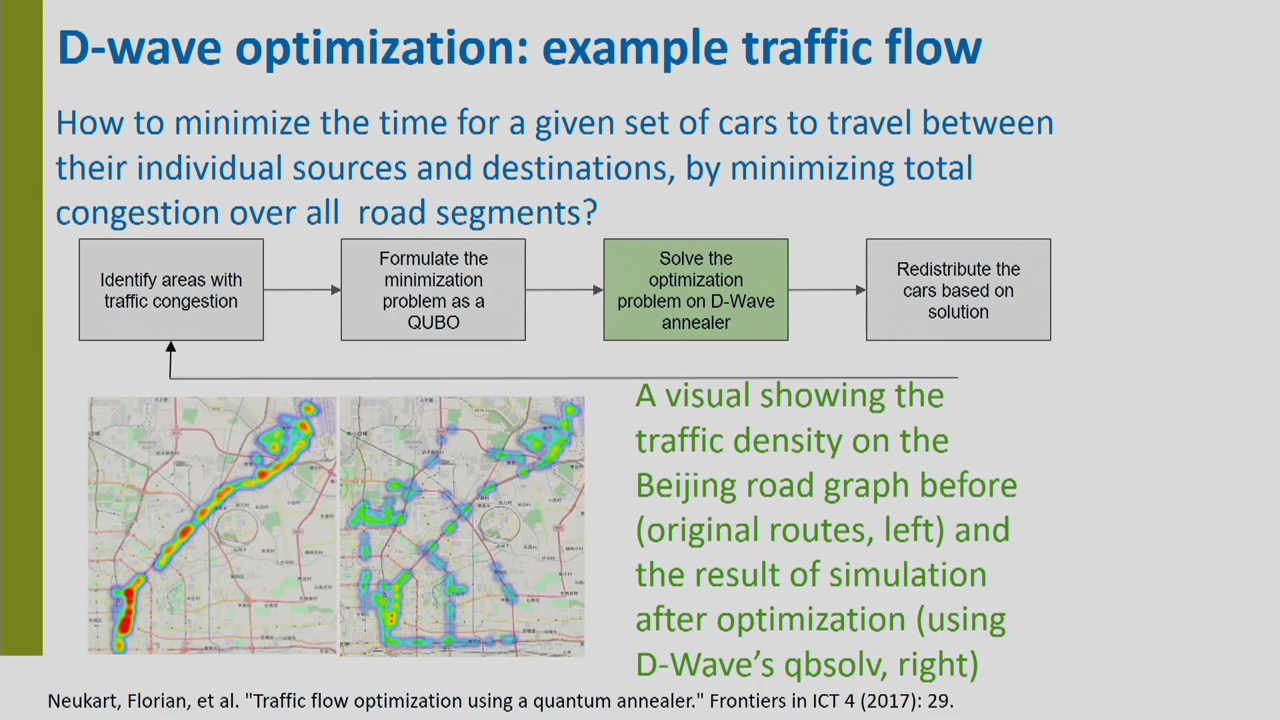 D-wave optimization: example traffic flow
How to minimize the time for a given set of cars to travel between
their individual sources and destinations, by minimizing total
congestion over all road segments?
Identify areas with
traffic congestion
Formulate the
minimization
problem as a
QUBO
Solve the
optimization
problem on D-Wave
annealer
Redistribute the
cars based on
solution
A visual showing the
traffic density on the
Beijing road graph before
(original routes, left) and
the result of simulation
after optimization (using
D-Wave's qbsolv, right)
Neukart, Florian, et al. "Traffic flow optimization using a quantum annealer." Frontiers in ICT 4 (2017): 29.